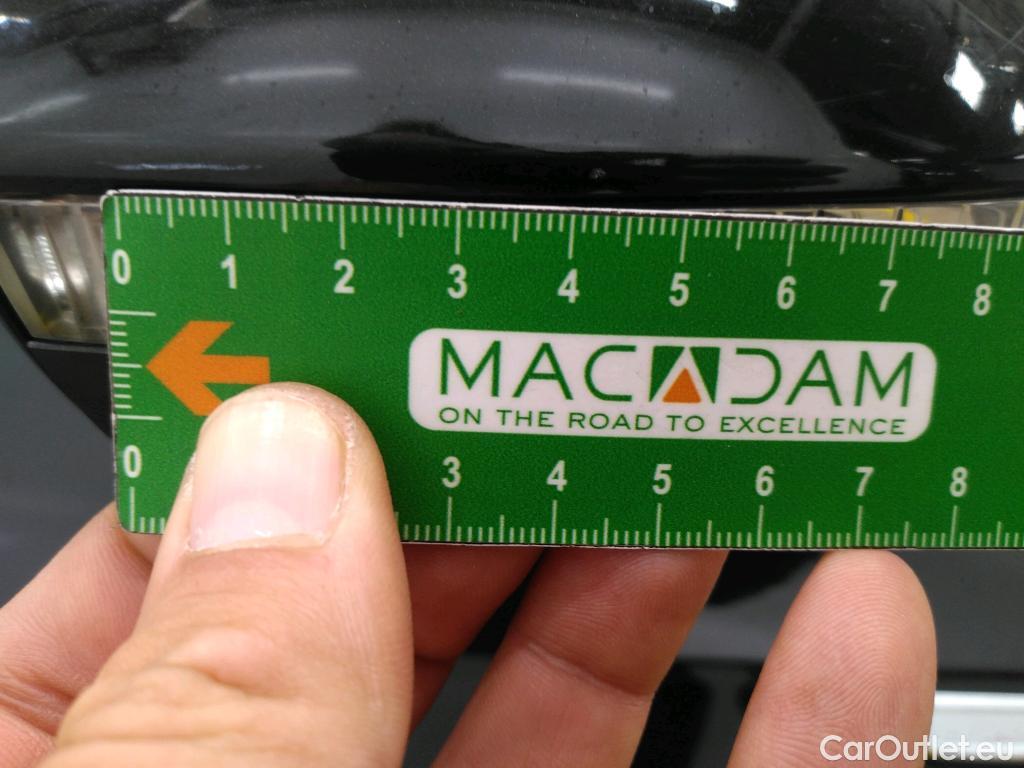 0 1 2 3 4 5 6 7 8
MACADAM
ON THE ROAD TO EXCELLENCE
0 3 4 5 6 7 8
CarOutlet.eu